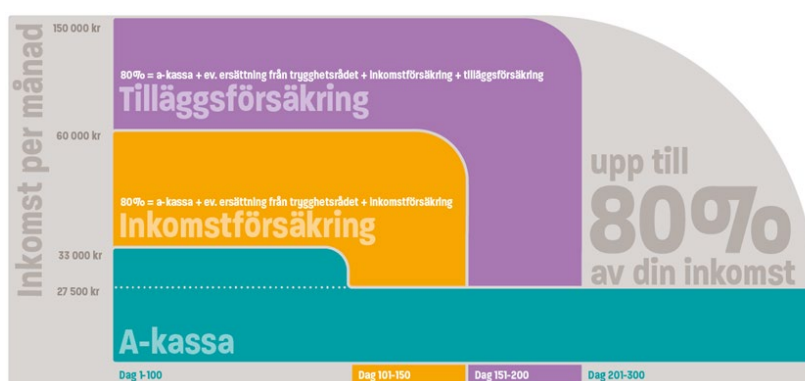 Inkomst per månad
150 000 kr
80% = a-kassa + ev. ersättning från trygghetsrådet + inkomstförsäkring + tilläggsförsäkring
Tilläggsförsäkring
60 000 kr
80% = a-kassa + ev. ersättning från trygghetsrådet + inkomstförsäkring
Inkomstförsäkring
33 000 kr
27 500 kr
upp till
80%
av din inkomst
A-kassa
Dag 1-100
Dag 101-150
Dag 151-200
Dag 201-300